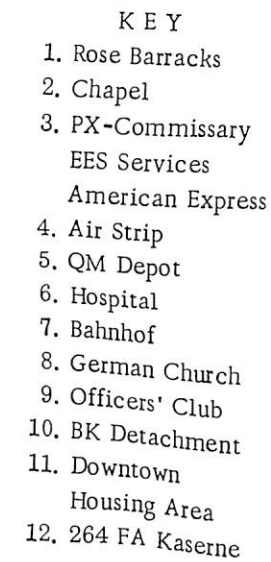 K E Y
1. Rose Barracks
2. Chapel
3. PX-Commissary
EES Services
American Express
4. Air Strip
5. QM Depot
6. Hospital
7. Bahnhof
8. German Church
9. Officers' Club
10. BK Detachment
11. Downtown
Housing Area
12. 264 FA Kaserne